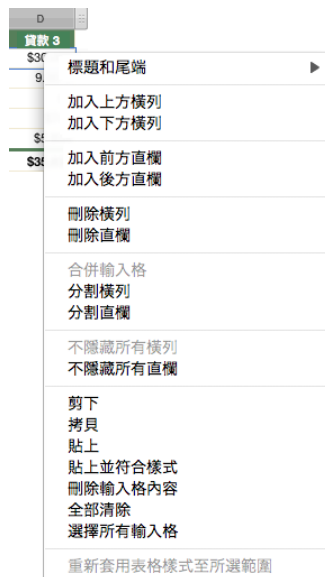 D
貸款 3
$30
9.
$5
$35
標題和尾端
加入上方橫列
加入下方橫列
加入前方直欄
加入後方直欄
刪除橫列
刪除直欄
合併輸入格
分割橫列
分割直欄
不隱藏所有橫列
不隱藏所有直欄
剪下
拷貝
貼上
貼上並符合樣式
刪除輸入格內容
全部清除
選擇所有輸入格
重新套用表格樣式至所選範圍